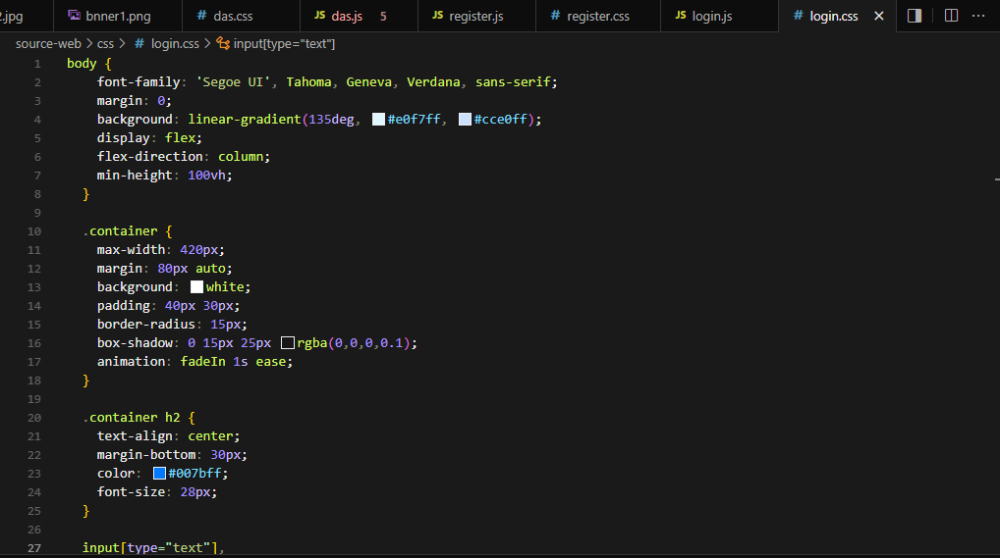 2.jpg bnner1.png # das.css JS das.js 5 JS register.js # register.css JS login.js # login.css
source-web > css > # login.css > input[type="text"]
1 body {
2 font-family: 'Segoe UI', Tahoma, Geneva, Verdana, sans-serif;
3 margin: 0;
4 background: linear-gradient(135deg, #e0f7ff, #cce0ff);
5 display: flex;
6 flex-direction: column;
7 min-height: 100vh;
8 }
9
10 .container {
11 max-width: 420px;
12 margin: 80px auto;
13 background: white;
14 padding: 40px 30px;
15 border-radius: 15px;
16 box-shadow: 0 15px 25px rgba(0,0,0,0.1);
17 animation: fadeIn 1s ease;
18 }
19
20 .container h2 {
21 text-align: center;
22 margin-bottom: 30px;
23 color: #007bff;
24 font-size: 28px;
25 }
26
27 input[type="text"],